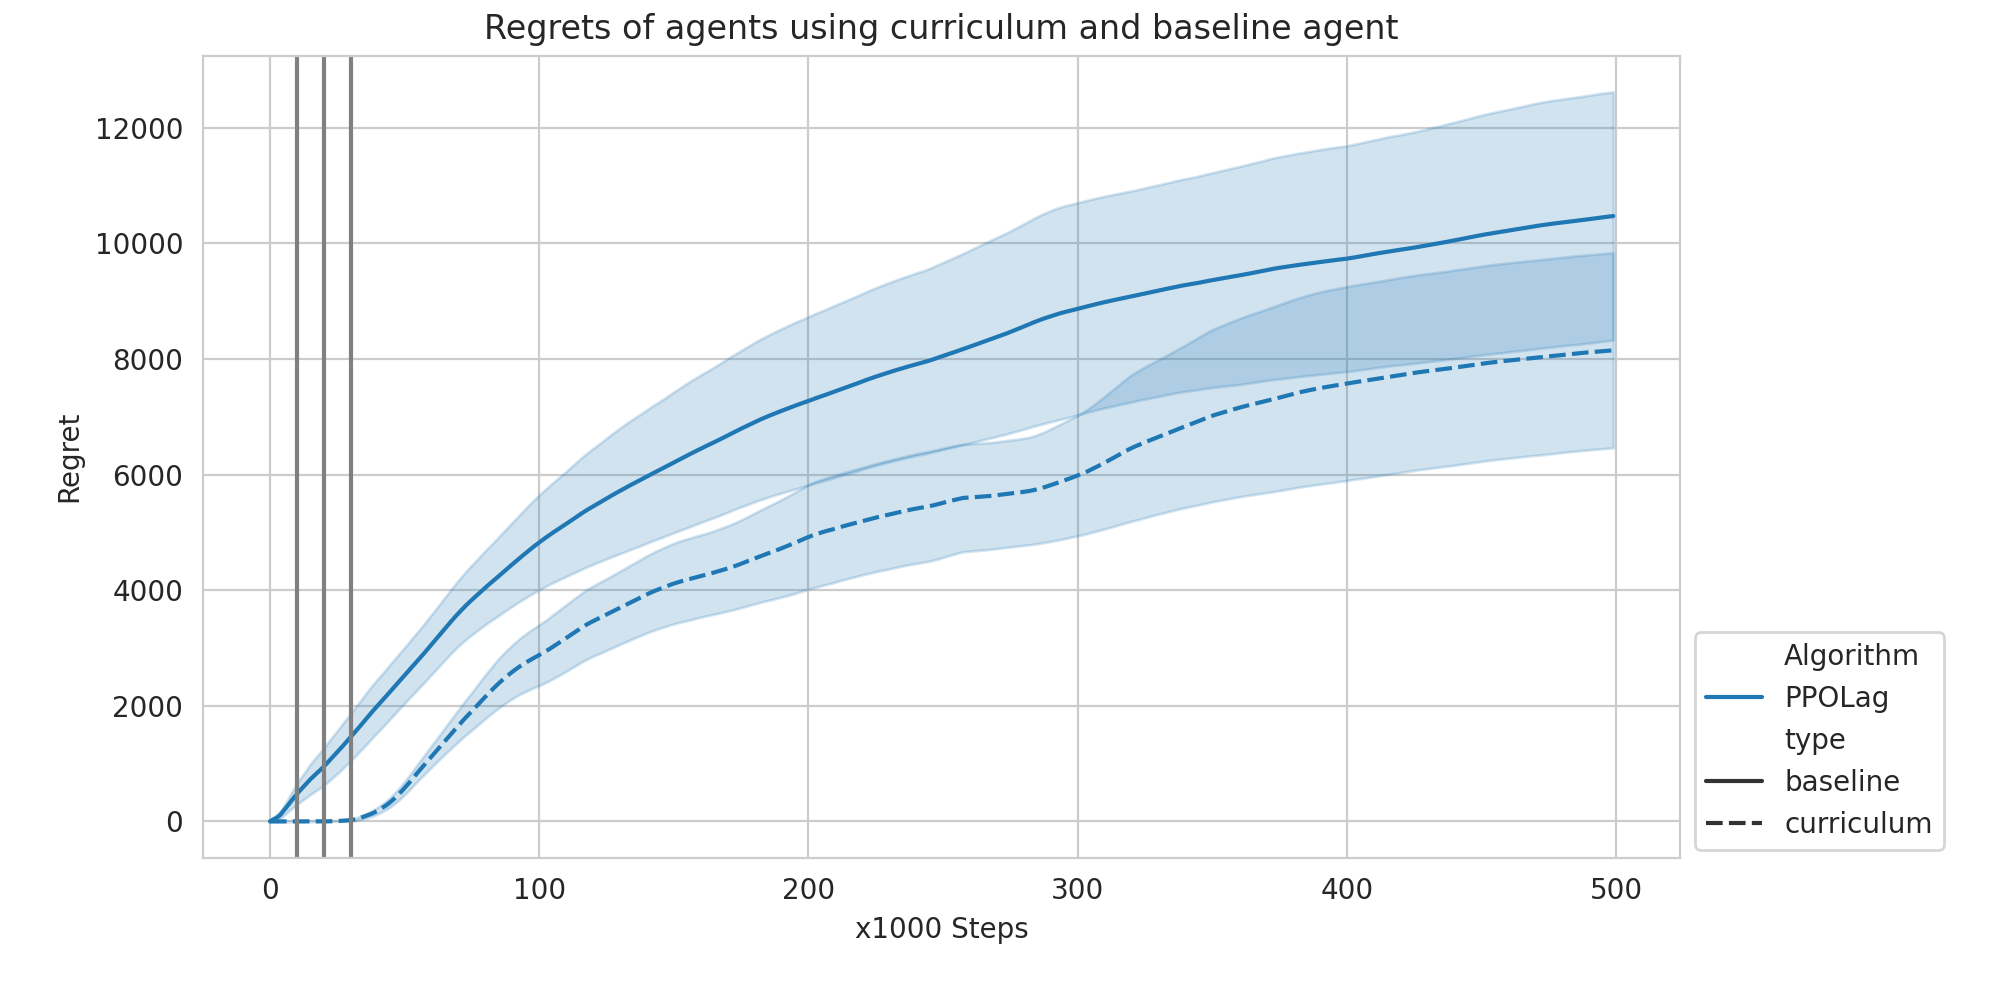 Regrets of agents using curriculum and baseline agent
12000
10000
8000
6000
4000
2000
0
Regret
0 100 200 300 400 500
x1000 Steps
Algorithm
PPOLag
type
baseline
curriculum